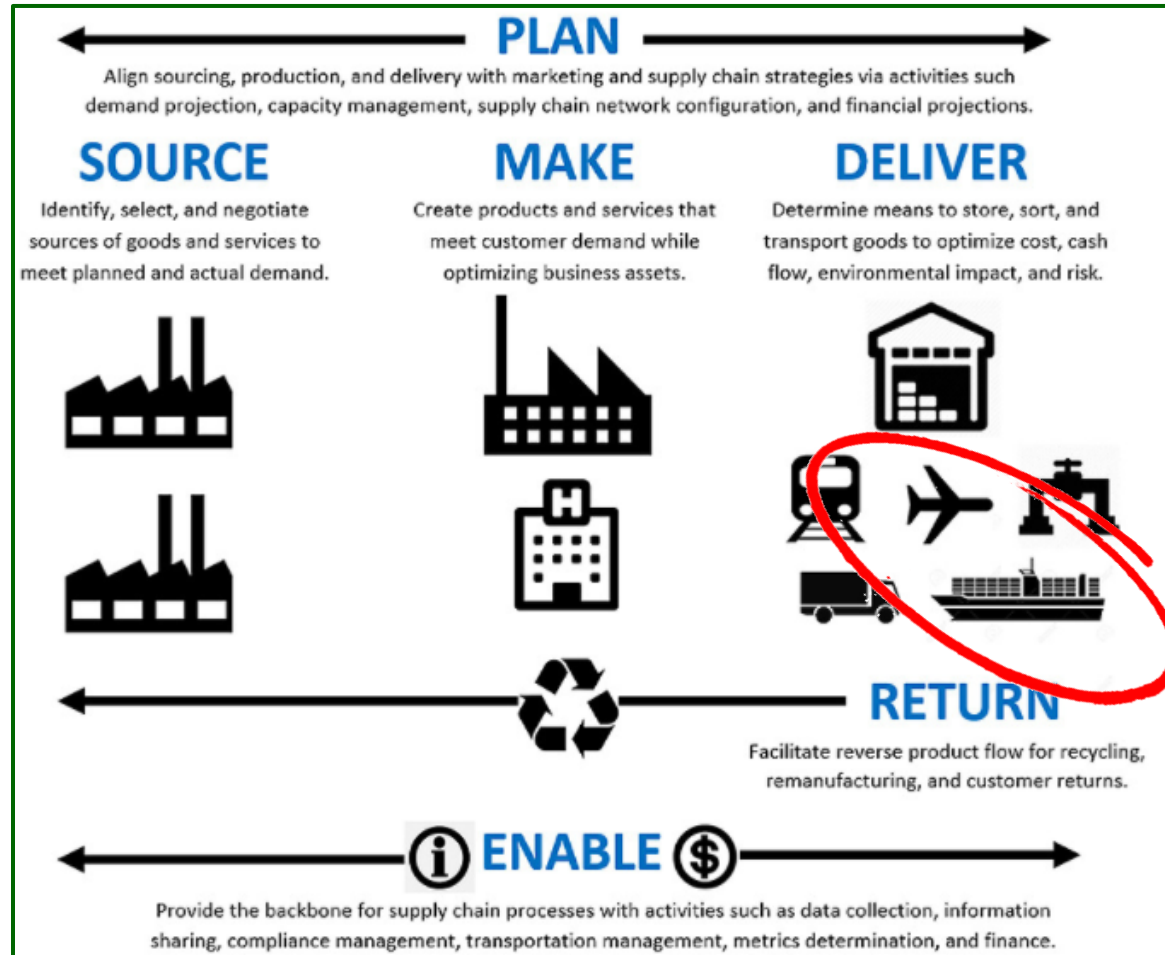 PLAN
Align sourcing, production, and delivery with marketing and supply chain strategies via activities such
demand projection, capacity management, supply chain network configuration, and financial projections.
SOURCE
Identify, select, and negotiate
sources of goods and services to
meet planned and actual demand.
MAKE
Create products and services that
meet customer demand while
optimizing business assets.
DELIVER
Determine means to store, sort, and
transport goods to optimize cost, cash
flow, environmental impact, and risk.
H
RETURN
Facilitate reverse product flow for recycling,
remanufacturing, and customer returns.
i ENABLE $
Provide the backbone for supply chain processes with activities such as data collection, information
sharing, compliance management, transportation management, metrics determination, and finance.